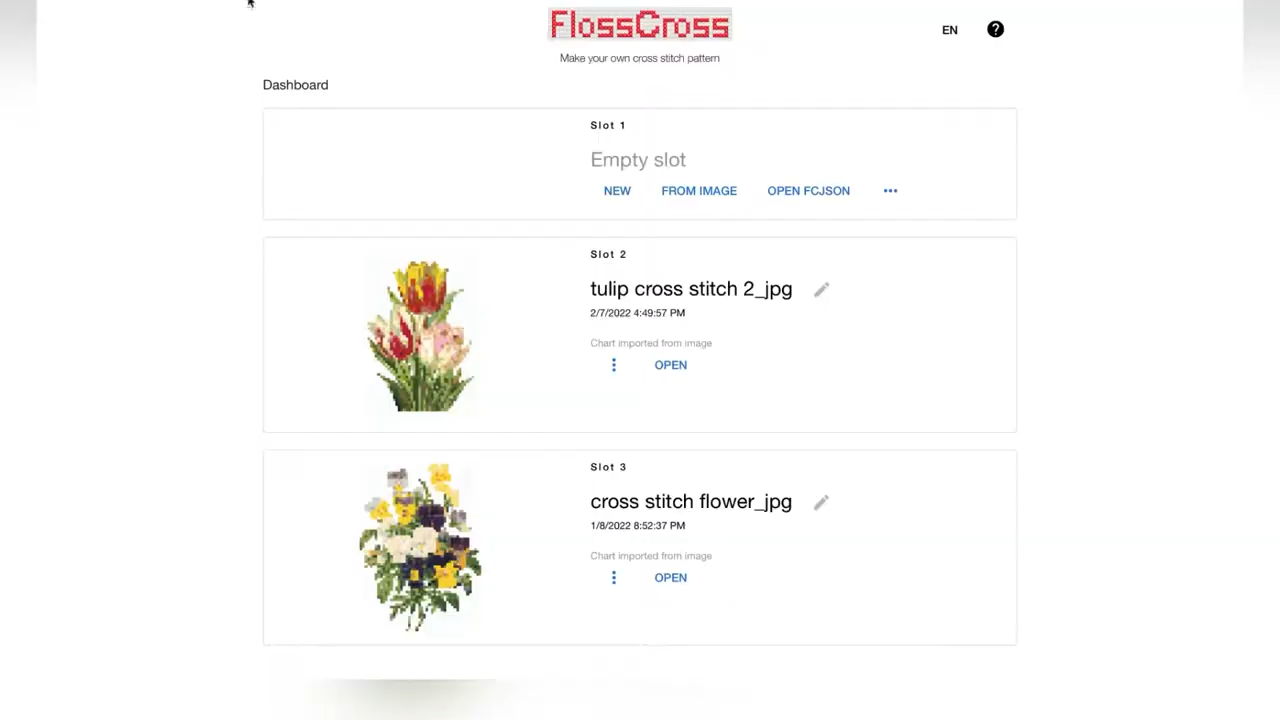 FlossCross
EN
Make your own cross stitch pattern
Dashboard
Slot 1
Empty slot
NEW FROM IMAGE OPEN FCJSON
Slot 2
tulip cross stitch 2_jpg
2/7/2022 4:49:57 PM
Chart imported from image
OPEN
Slot 3
cross stitch flower_jpg
1/8/2022 8:52:37 PM
Chart imported from image
OPEN